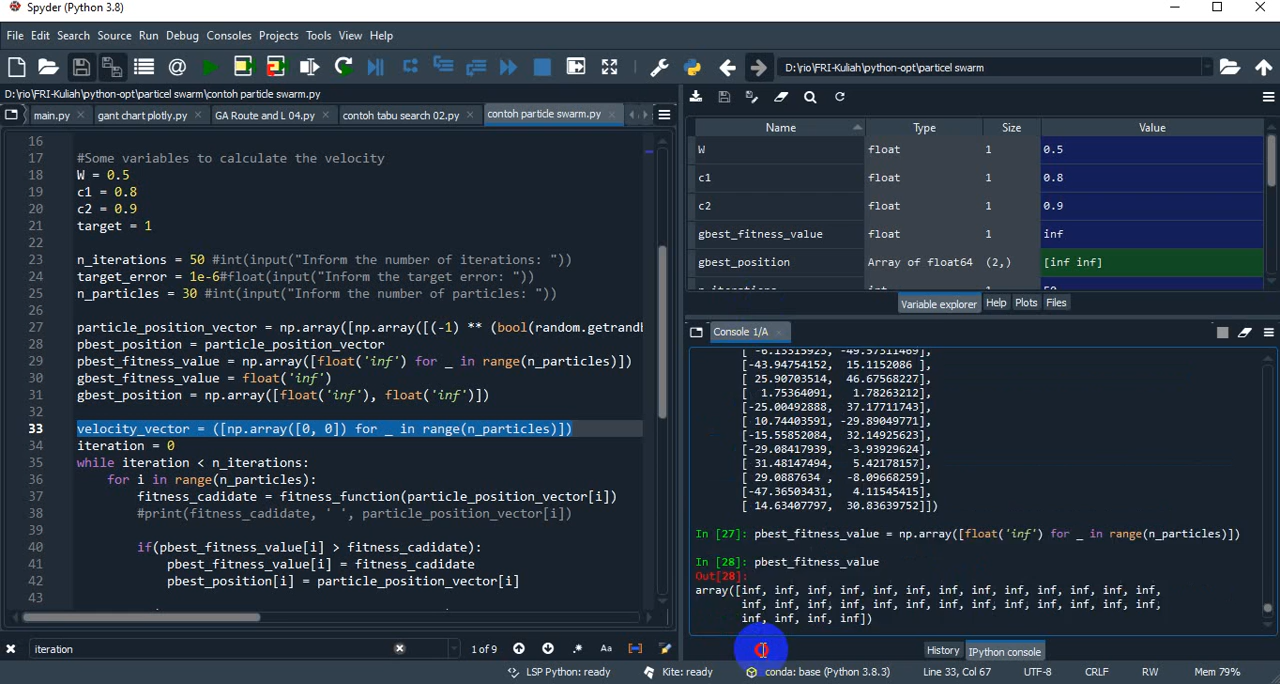 Spyder (Python 3.8)
File Edit Search Source Run Debug Consoles Projects Tools View Help
D:\rio\FRI-Kuliah\python-opt\particel swarm
D:\rio\FRI-Kuliah\python-opt\particel swarm\contoh particle swarm.py
main.py gant chart plotly.py GA Route and L 04.py contoh tabu search 02.py contoh particle swarm.py
16
17 #Some variables to calculate the velocity
18 W = 0.5
19 c1 = 0.8
20 c2 = 0.9
21 target = 1
22
23 n_iterations = 50 #int(input("Inform the number of iterations: "))
24 target_error = 1e-6#float(input("Inform the target error: "))
25 n_particles = 30 #int(input("Inform the number of particles: "))
26
27 particle_position_vector = np.array([np.array([(-1) ** (bool(random.getrandb
28 pbest_position = particle_position_vector
29 pbest_fitness_value = np.array([float('inf') for _ in range(n_particles)])
30 gbest_fitness_value = float('inf')
31 gbest_position = np.array([float('inf'), float('inf')])
32
33 velocity_vector = ([np.array([0, 0]) for _ in range(n_particles)])
34 iteration = 0
35 while iteration < n_iterations:
36 for i in range(n_particles):
37 fitness_cadidate = fitness_function(particle_position_vector[i])
38 #print(fitness_cadidate, ' ', particle_position_vector[i])
39
40 if(pbest_fitness_value[i] > fitness_cadidate):
41 pbest_fitness_value[i] = fitness_cadidate
42 pbest_position[i] = particle_position_vector[i]
43
iteration 1 of 9 Aa
Name Type Size Value
W float 1 0.5
c1 float 1 0.8
c2 float 1 0.9
gbest_fitness_value float 1 inf
gbest_position Array of float64 (2,) [inf inf]
Variable explorer Help Plots Files
Console 1/A
[ -6.13315923, -49.57311469],
[-43.94754152, 15.1152086 ],
[ 25.90703514, 46.67568227],
[ 1.75364091, 1.78263212],
[-25.00492888, 37.17711743],
[ 10.74403591, -29.89049771],
[-15.55852084, 32.14925623],
[-29.08417939, -3.93929624],
[ 31.48147494, 5.42178157],
[ 29.0887634 , -8.09668259],
[-47.36503431, 4.11545415],
[ 14.63407797, 30.83639752]])
In [27]: pbest_fitness_value = np.array([float('inf') for _ in range(n_particles)])
In [28]: pbest_fitness_value
Out[28]:
array([inf, inf, inf, inf, inf, inf, inf, inf, inf, inf, inf, inf, inf,
inf, inf, inf, inf, inf, inf, inf, inf, inf, inf, inf, inf, inf,
inf, inf, inf, inf])
History IPython console
LSP Python: ready Kite: ready conda: base (Python 3.8.3) Line 33, Col 67 UTF-8 CRLF RW Mem 79%